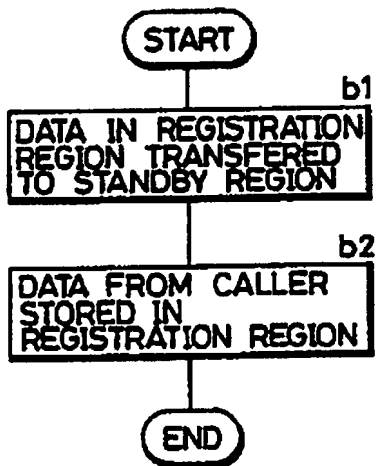 START
b1
DATA IN REGISTRATION
REGION TRANSFERED
TO STANDBY REGION
b2
DATA FROM CALLER
STORED IN
REGISTRATION REGION
END